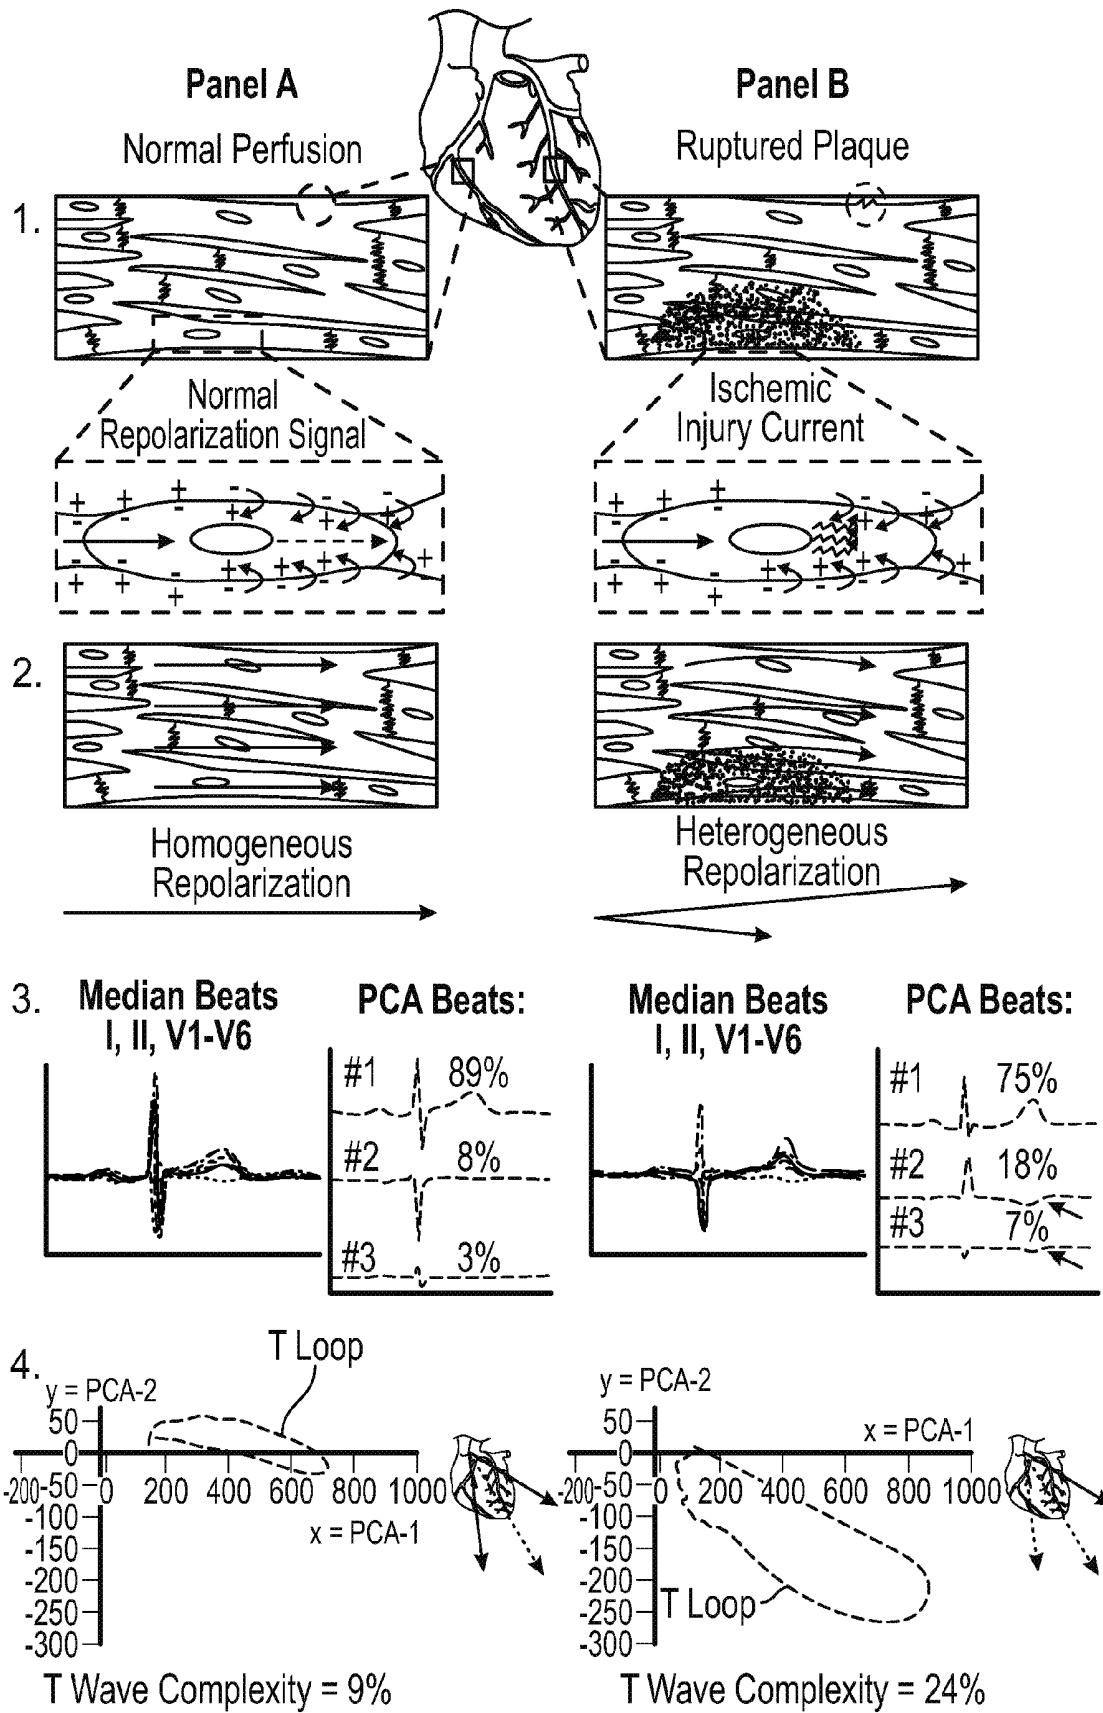 Panel A
Panel B
Normal Perfusion
Ruptured Plaque
1.
Normal
Repolarization Signal
Ischemic
Injury Current
+ + + - - - - -
- - + + + +
- - + + + +
+ + + - - - -
+ + + - -
- - + +
- - + + +
+ + + - - -
2.
Homogeneous
Repolarization
Heterogeneous
Repolarization
3.
Median Beats
I, II, V1-V6
PCA Beats:
#1 89%
#2 8%
#3 3%
Median Beats
I, II, V1-V6
PCA Beats:
#1 75%
#2 18%
#3 7%
4.
T Loop
y = PCA-2
50
0
-50
-100
-150
-200
-250
-300
-200 0 200 400 600 800 1000
x = PCA-1
T Wave Complexity = 9%
y = PCA-2
x = PCA-1
50
0
-50
-100
-150
-200
-250
-300
-200 0 200 400 600 800 1000
T Loop
T Wave Complexity = 24%